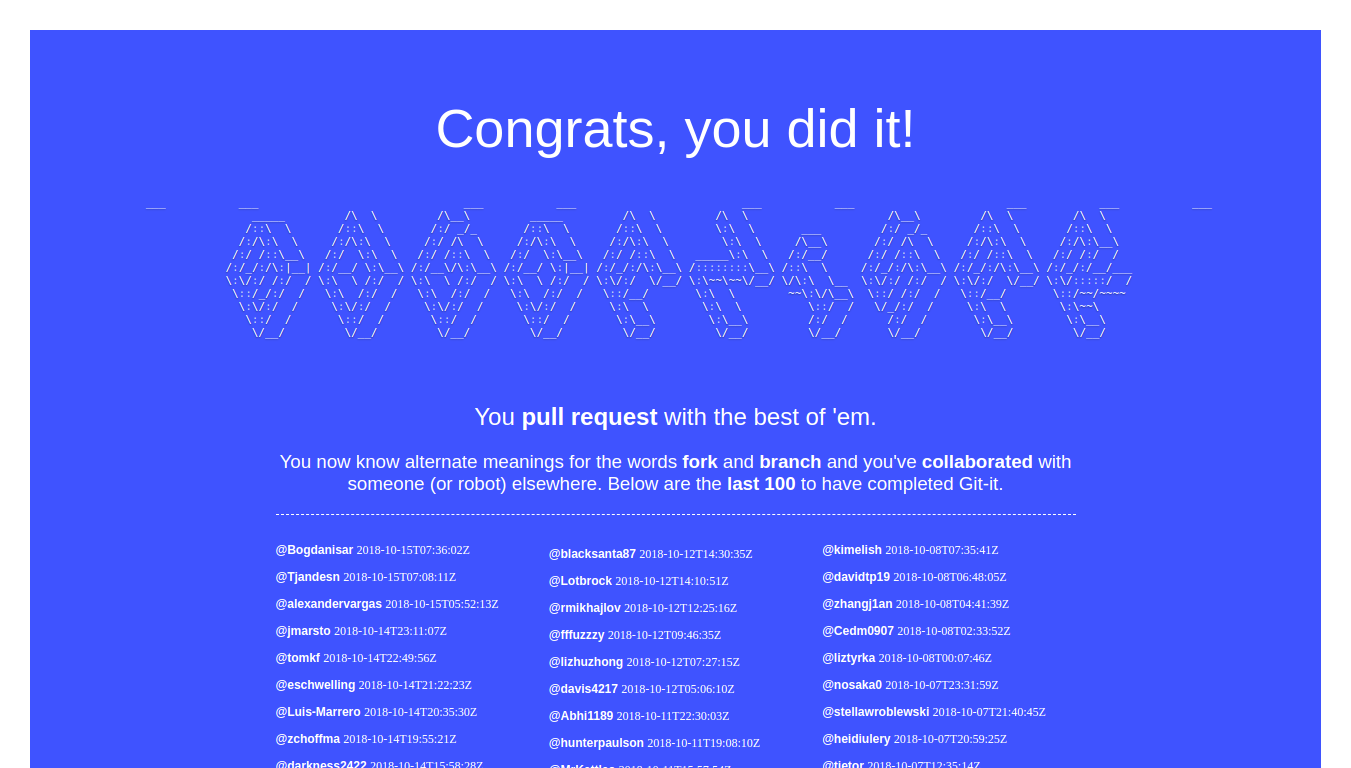 Congrats, you did it!
You pull request with the best of 'em.
You now know alternate meanings for the words fork and branch and you've collaborated with
someone (or robot) elsewhere. Below are the last 100 to have completed Git-it.
@Bogdanisar 2018-10-15T07:36:02Z
@Tjandesn 2018-10-15T07:08:11Z
@alexandervargas 2018-10-15T05:52:13Z
@jmarsto 2018-10-14T23:11:07Z
@tomkf 2018-10-14T22:49:56Z
@eschwelling 2018-10-14T21:22:23Z
@Luis-Marrero 2018-10-14T20:35:30Z
@zchoffma 2018-10-14T19:55:21Z
@darkness2422 2018-10-14T15:58:28Z
@blacksanta87 2018-10-12T14:30:35Z
@Lotbrock 2018-10-12T14:10:51Z
@rmikhajlov 2018-10-12T12:25:16Z
@fffuzzzy 2018-10-12T09:46:35Z
@lizhuzhong 2018-10-12T07:27:15Z
@davis4217 2018-10-12T05:06:10Z
@Abhi1189 2018-10-11T22:30:03Z
@hunterpaulson 2018-10-11T19:08:10Z
@kimelish 2018-10-08T07:35:41Z
@davidtp19 2018-10-08T06:48:05Z
@zhangj1an 2018-10-08T04:41:39Z
@Cedm0907 2018-10-08T02:33:52Z
@liztyrka 2018-10-08T00:07:46Z
@nosaka0 2018-10-07T23:31:59Z
@stellawroblewski 2018-10-07T21:40:45Z
@heidiulery 2018-10-07T20:59:25Z